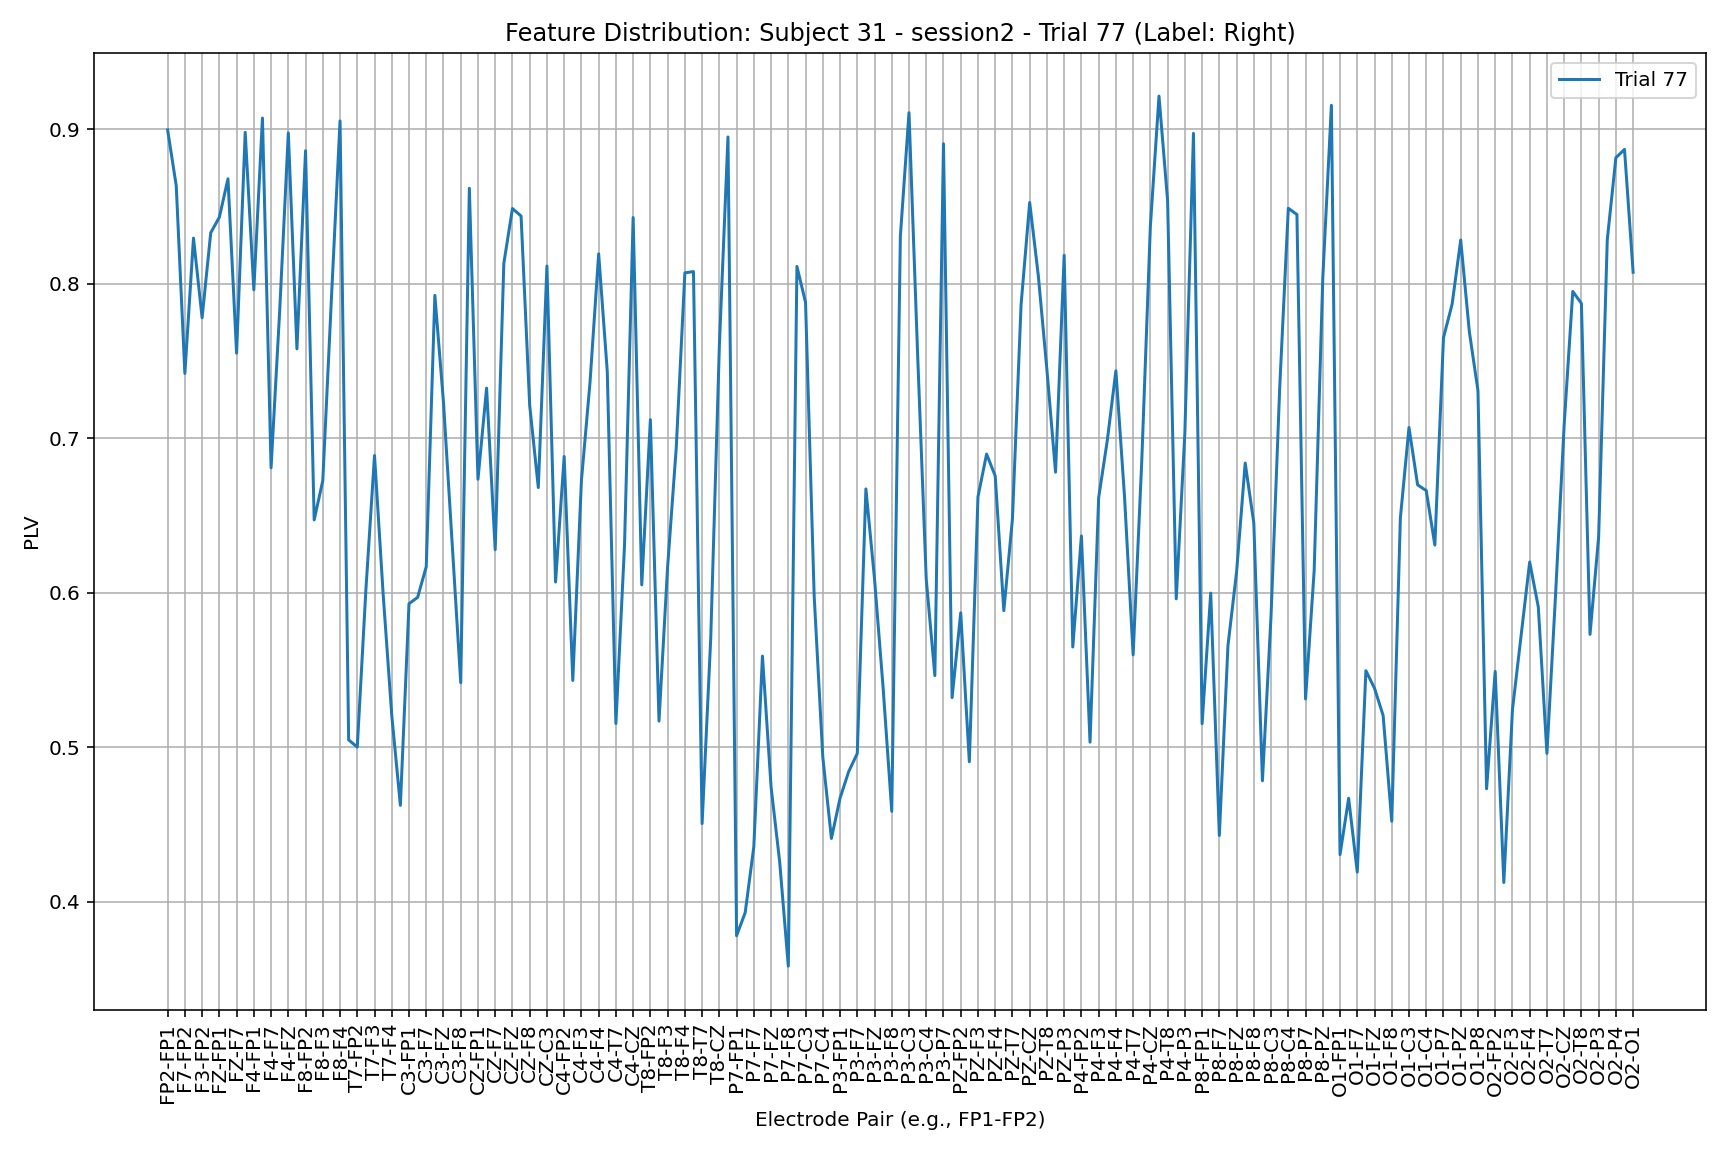 Feature Distribution: Subject 31 - session2 - Trial 77 (Label: Right)
Trial 77
0.9
0.8
0.7
0.6
0.5
0.4
PLV
FP2-FP1
F7-FP2
F3-FP2
FZ-FP1
FZ-F7
F4-FP1
F4-F7
F4-FZ
F8-FP2
F8-F3
F8-F4
T7-FP2
T7-F3
T7-F4
C3-FP1
C3-F7
C3-FZ
C3-F8
CZ-FP1
CZ-F7
CZ-FZ
CZ-F8
CZ-C3
C4-FP2
C4-F3
C4-F4
C4-T7
C4-CZ
T8-FP2
T8-F3
T8-F4
T8-T7
T8-CZ
P7-FP1
P7-F7
P7-FZ
P7-F8
P7-C3
P7-C4
P3-FP1
P3-F7
P3-FZ
P3-F8
P3-C3
P3-C4
P3-P7
PZ-FP2
PZ-F3
PZ-F4
PZ-T7
PZ-CZ
PZ-T8
PZ-P3
P4-FP2
P4-F3
P4-F4
P4-T7
P4-CZ
P4-T8
P4-P3
P8-FP1
P8-F7
P8-FZ
P8-F8
P8-C3
P8-C4
P8-P7
P8-PZ
O1-FP1
O1-F7
O1-FZ
O1-F8
O1-C3
O1-C4
O1-P7
O1-PZ
O1-P8
O2-FP2
O2-F3
O2-F4
O2-T7
O2-CZ
O2-T8
O2-P3
O2-P4
O2-O1
Electrode Pair (e.g., FP1-FP2)